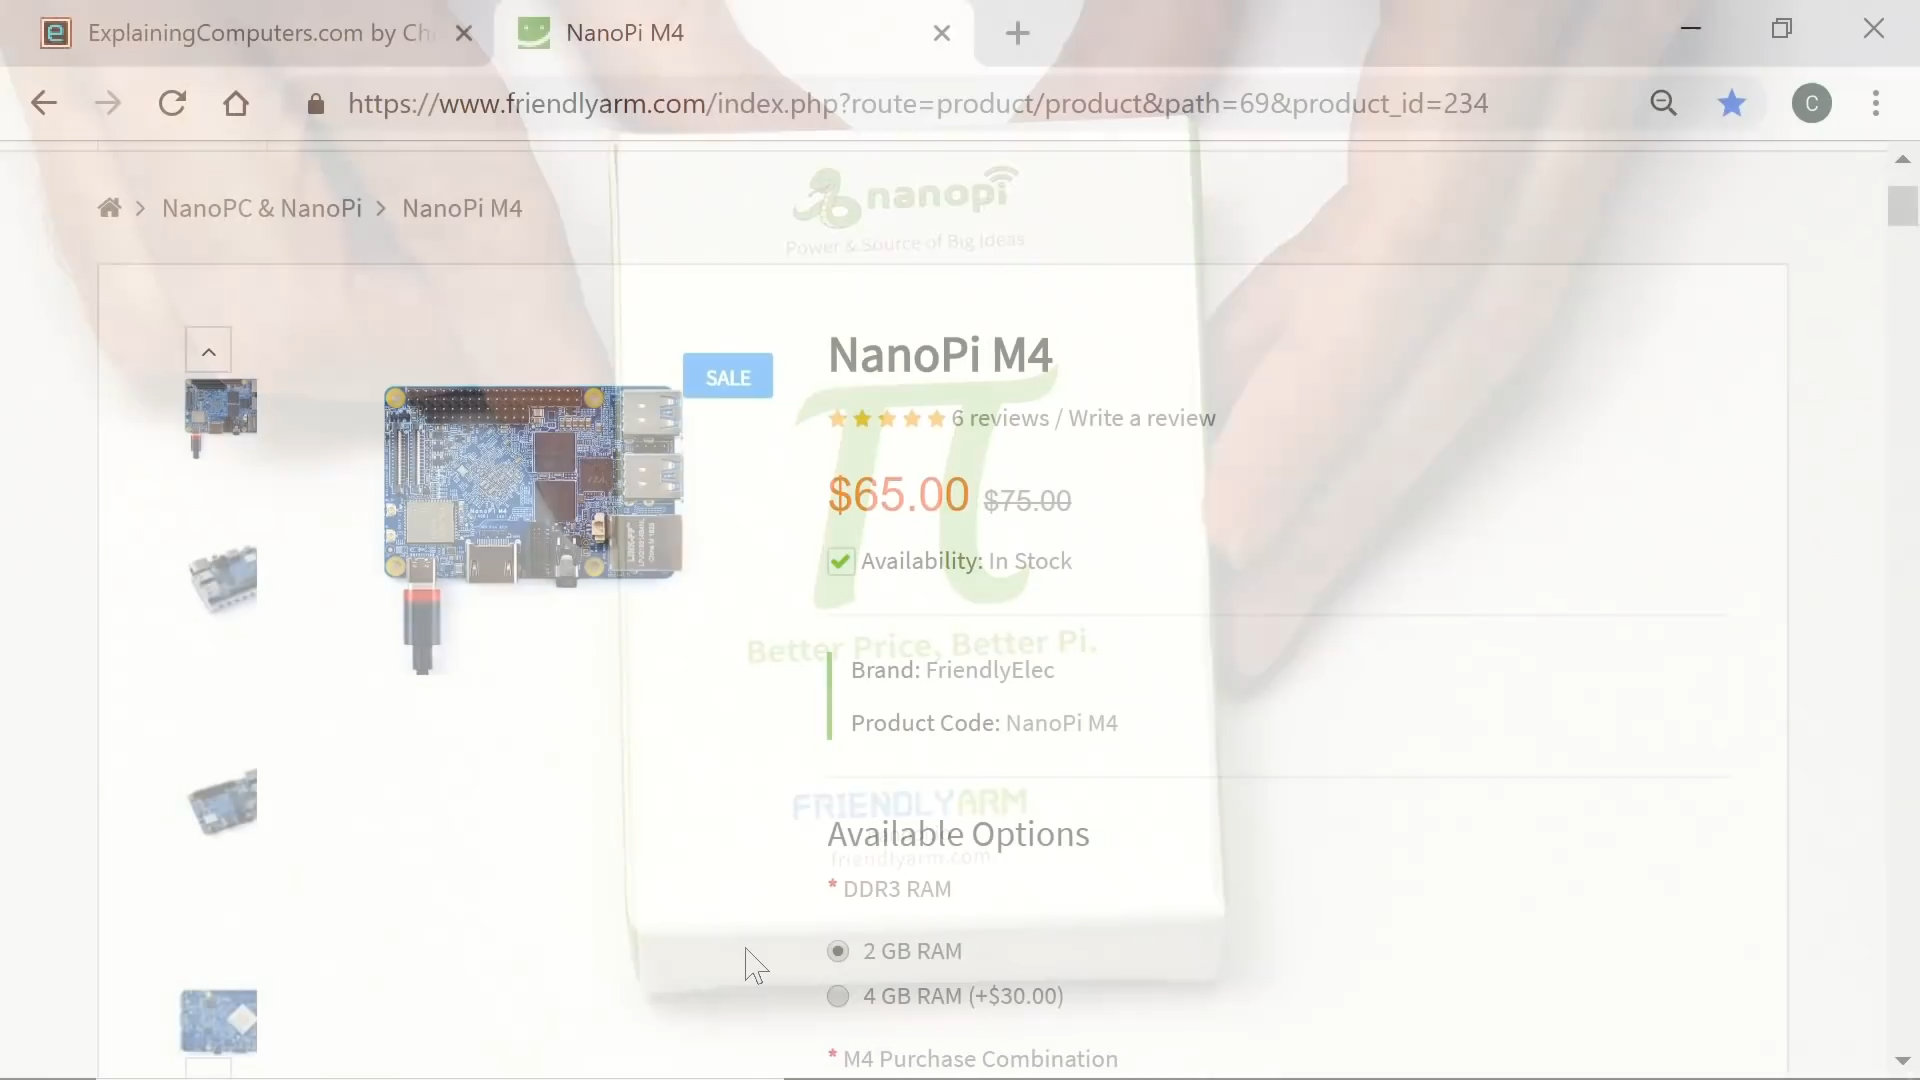 ExplainingComputers.com by Ch
NanoPi M4
https://www.friendlyarm.com/index.php?route=product/product&path=69&product_id=234
C
NanoPC & NanoPi > NanoPi M4
nanopi
Power & Source of Big Ideas
SALE
NanoPi M4
6 reviews / Write a review
$65.00 $75.00
Availability: In Stock
Better Price, Better Pi.
Brand: FriendlyElec
Product Code: NanoPi M4
FRIENDLYARM
Available Options
friendlyarm.com
* DDR3 RAM
2 GB RAM
4 GB RAM (+$30.00)
* M4 Purchase Combination